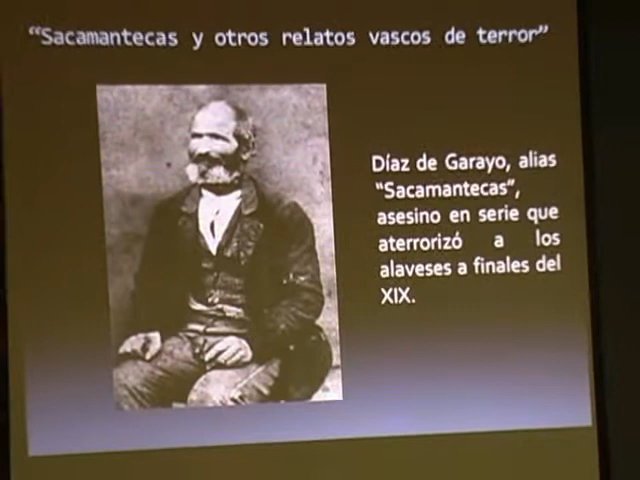 “Sacamantecas y otros relatos vascos de terror”
Díaz de Garayo, alias
“Sacamantecas”,
asesino en serie que
aterrorizó a los
alaveses a finales del
XIX.